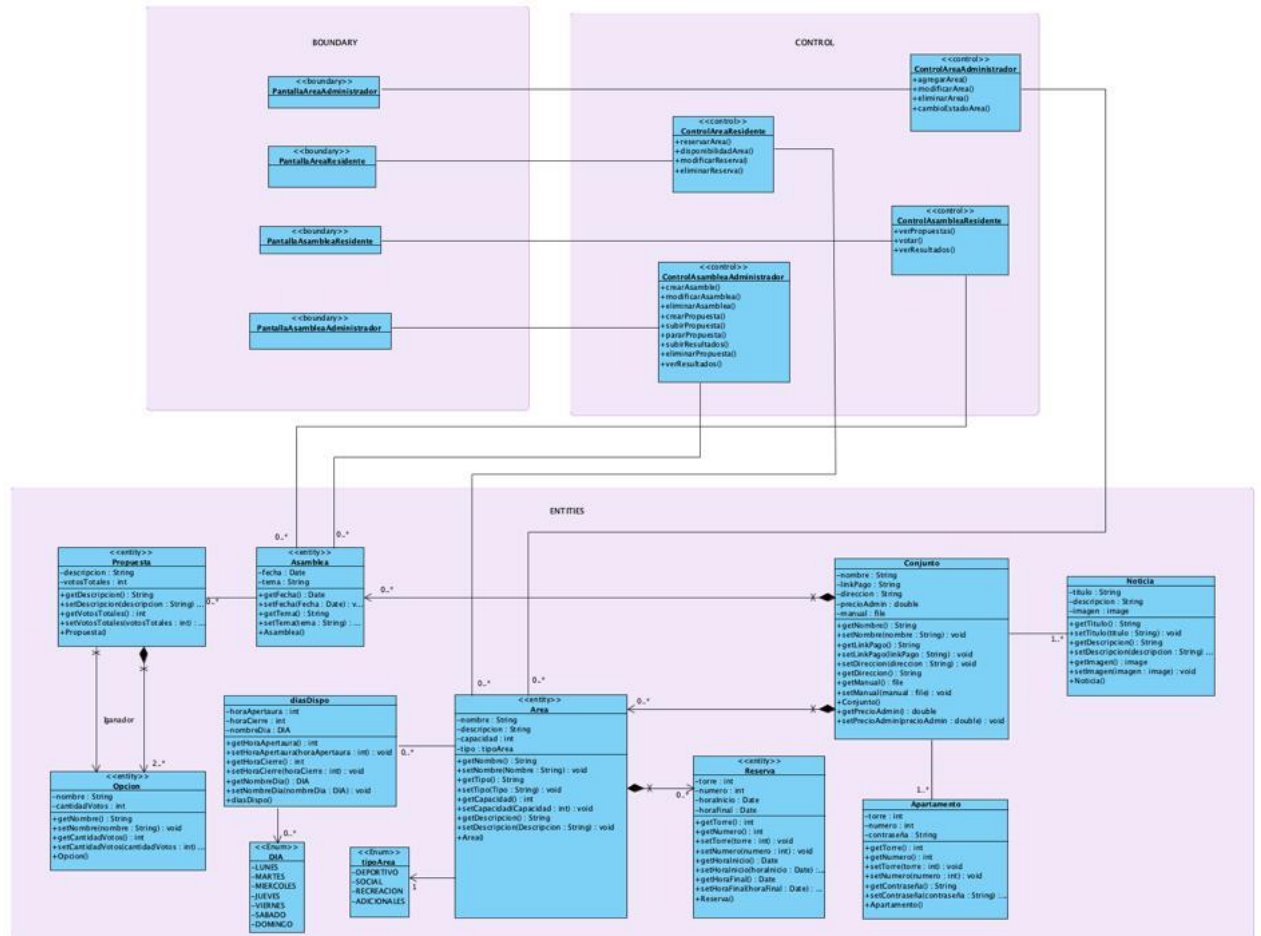 BOUNDARY
<<boundary>>
PantallaAreaAdministrador
<<boundary>>
PantallaAreaResidente
<<boundary>>
PantallaAsambleaResidente
<<boundary>>
PantallaAsambleaAdministrador
CONTROL
<<control>>
ControlAreaAdministrador
+agregarArea()
+modificarArea()
+eliminarArea()
+cambioEstadoArea()
<<control>>
ControlAreaResidente
+reservarArea()
+disponibilidadArea()
+modificarReserva()
+eliminarReserva()
<<control>>
ControlAsambleaResidente
+verPropuestas()
+votar()
+verResultados()
<<control>>
ControlAsambleaAdministrador
+crearAsamble()
+modificarAsamblea()
+eliminarAsamblea()
+crearPropuesta()
+subirPropuesta()
+pararPropuesta()
+subirResultados()
+eliminarPropuesta()
+verResultados()
ENTITIES
0..*
0..*
<<entity>>
Propuesta
-descripcion : String
-votosTotales : int
+getDescripcion() : String
+setDescripcion(descripcion : String) ...
+getVotosTotales() : int
+setVotosTotales(votosTotales : int) : ...
+Propuesta()
0..*
<<entity>>
Asamblea
-fecha : Date
-tema : String
+getFecha() : Date
+setFecha(Fecha : Date) : v...
+getTema() : String
+setTema(tema : String) : ...
+Asamblea()
0..*
Conjunto
-nombre : String
-linkPago : String
-direccion : String
-precioAdmin : double
-manual : file
+getNombre() : String
+setNombre(nombre : String) : void
+getLinkPago() : String
+setLinkPago(linkPago : String) : void
+setDireccion(direccion : String) : void
+getDireccion() : String
+getManual() : file
+setManual(manual : file) : void
+Conjunto()
+getPrecioAdmin() : double
+setPrecioAdmin(precioAdmin : double) : void
1..*
Noticia
-titulo : String
-descripcion : String
-imagen : image
+getTitulo() : String
+setTitulo(titulo : String) : void
+getDescripcion() : String
+setDescripcion(descripcion : String) ...
+getImagen() : image
+setImagen(imagen : image) : void
+Noticia()
1ganador
2..*
<<entity>>
Opcion
-nombre : String
-cantidadVotos : int
+getNombre() : String
+setNombre(nombre : String) : void
+getCantidadVotos() : int
+setCantidadVotos(cantidadVotos : int) ...
+Opcion()
diasDispo
-horaApertaura : int
-horaCierre : int
-nombreDia : DIA
+getHoraApertaura() : int
+setHoraApertaura(horaApertaura : int) : void
+getHoraCierre() : int
+setHoraCierre(horaCierre : int) : void
+getNombreDia() : DIA
+setNombreDia(nombreDia : DIA) : void
+diasDispo()
0..*
0..*
<<Enum>>
DIA
-LUNES
-MARTES
-MIERCOLES
-JUEVES
-VIERNES
-SABADO
-DOMINGO
<<Enum>>
tipoArea
-DEPORTIVO
-SOCIAL
-RECREACION
-ADICIONALES
1
0..*
0..*
0..*
<<entity>>
Area
-nombre : String
-descripcion : String
-capacidad : int
-tipo : tipoArea
+getNombre() : String
+setNombre(Nombre : String) : void
+getTipo() : String
+setTipo(Tipo : String) : void
+getCapacidad() : int
+setCapacidad(Capacidad : int) : void
+getDescripcion() : String
+setDescripcion(Descripcion : String) : void
+Area()
0..*
<<entity>>
Reserva
-torre : int
-numero : int
-horaInicio : Date
-horaFinal : Date
+getTorre() : int
+getNumero() : int
+setTorre(torre : int) : void
+setNumero(numero : int) : void
+getHoraInicio() : Date
+setHoraInicio(horaInicio : Date) : ...
+getHoraFinal() : Date
+setHoraFinal(horaFinal : Date) : ...
+Reserva()
1..*
Apartamento
-torre : int
-numero : int
-contraseña : String
+getTorre() : int
+getNumero() : int
+setTorre(torre : int) : void
+setNumero(numero : int) : void
+getContraseña() : String
+setContraseña(contraseña : String) : ...
+Apartamento()